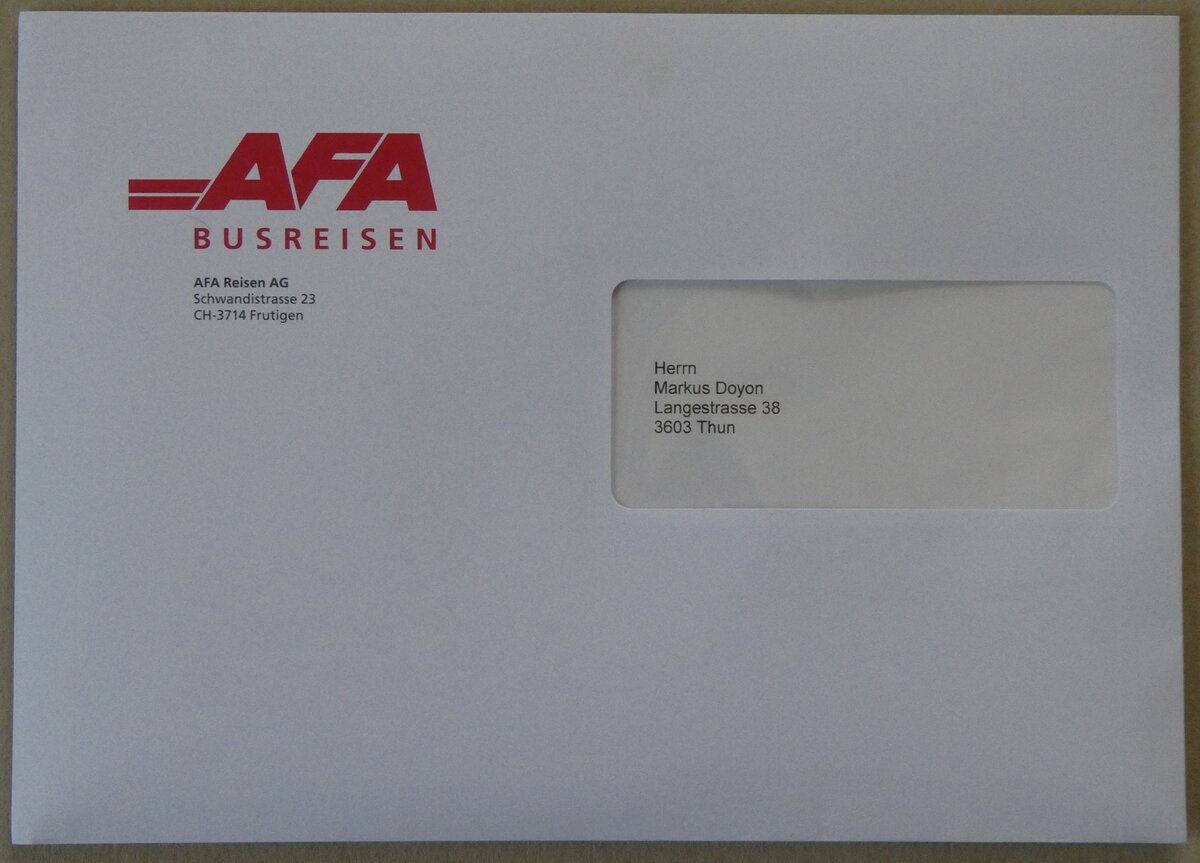 AFA
BUSREISEN
AFA Reisen AG
Schwandistrasse 23
CH-3714 Frutigen
Herrn
Markus Doyon
Langestrasse 38
3603 Thun